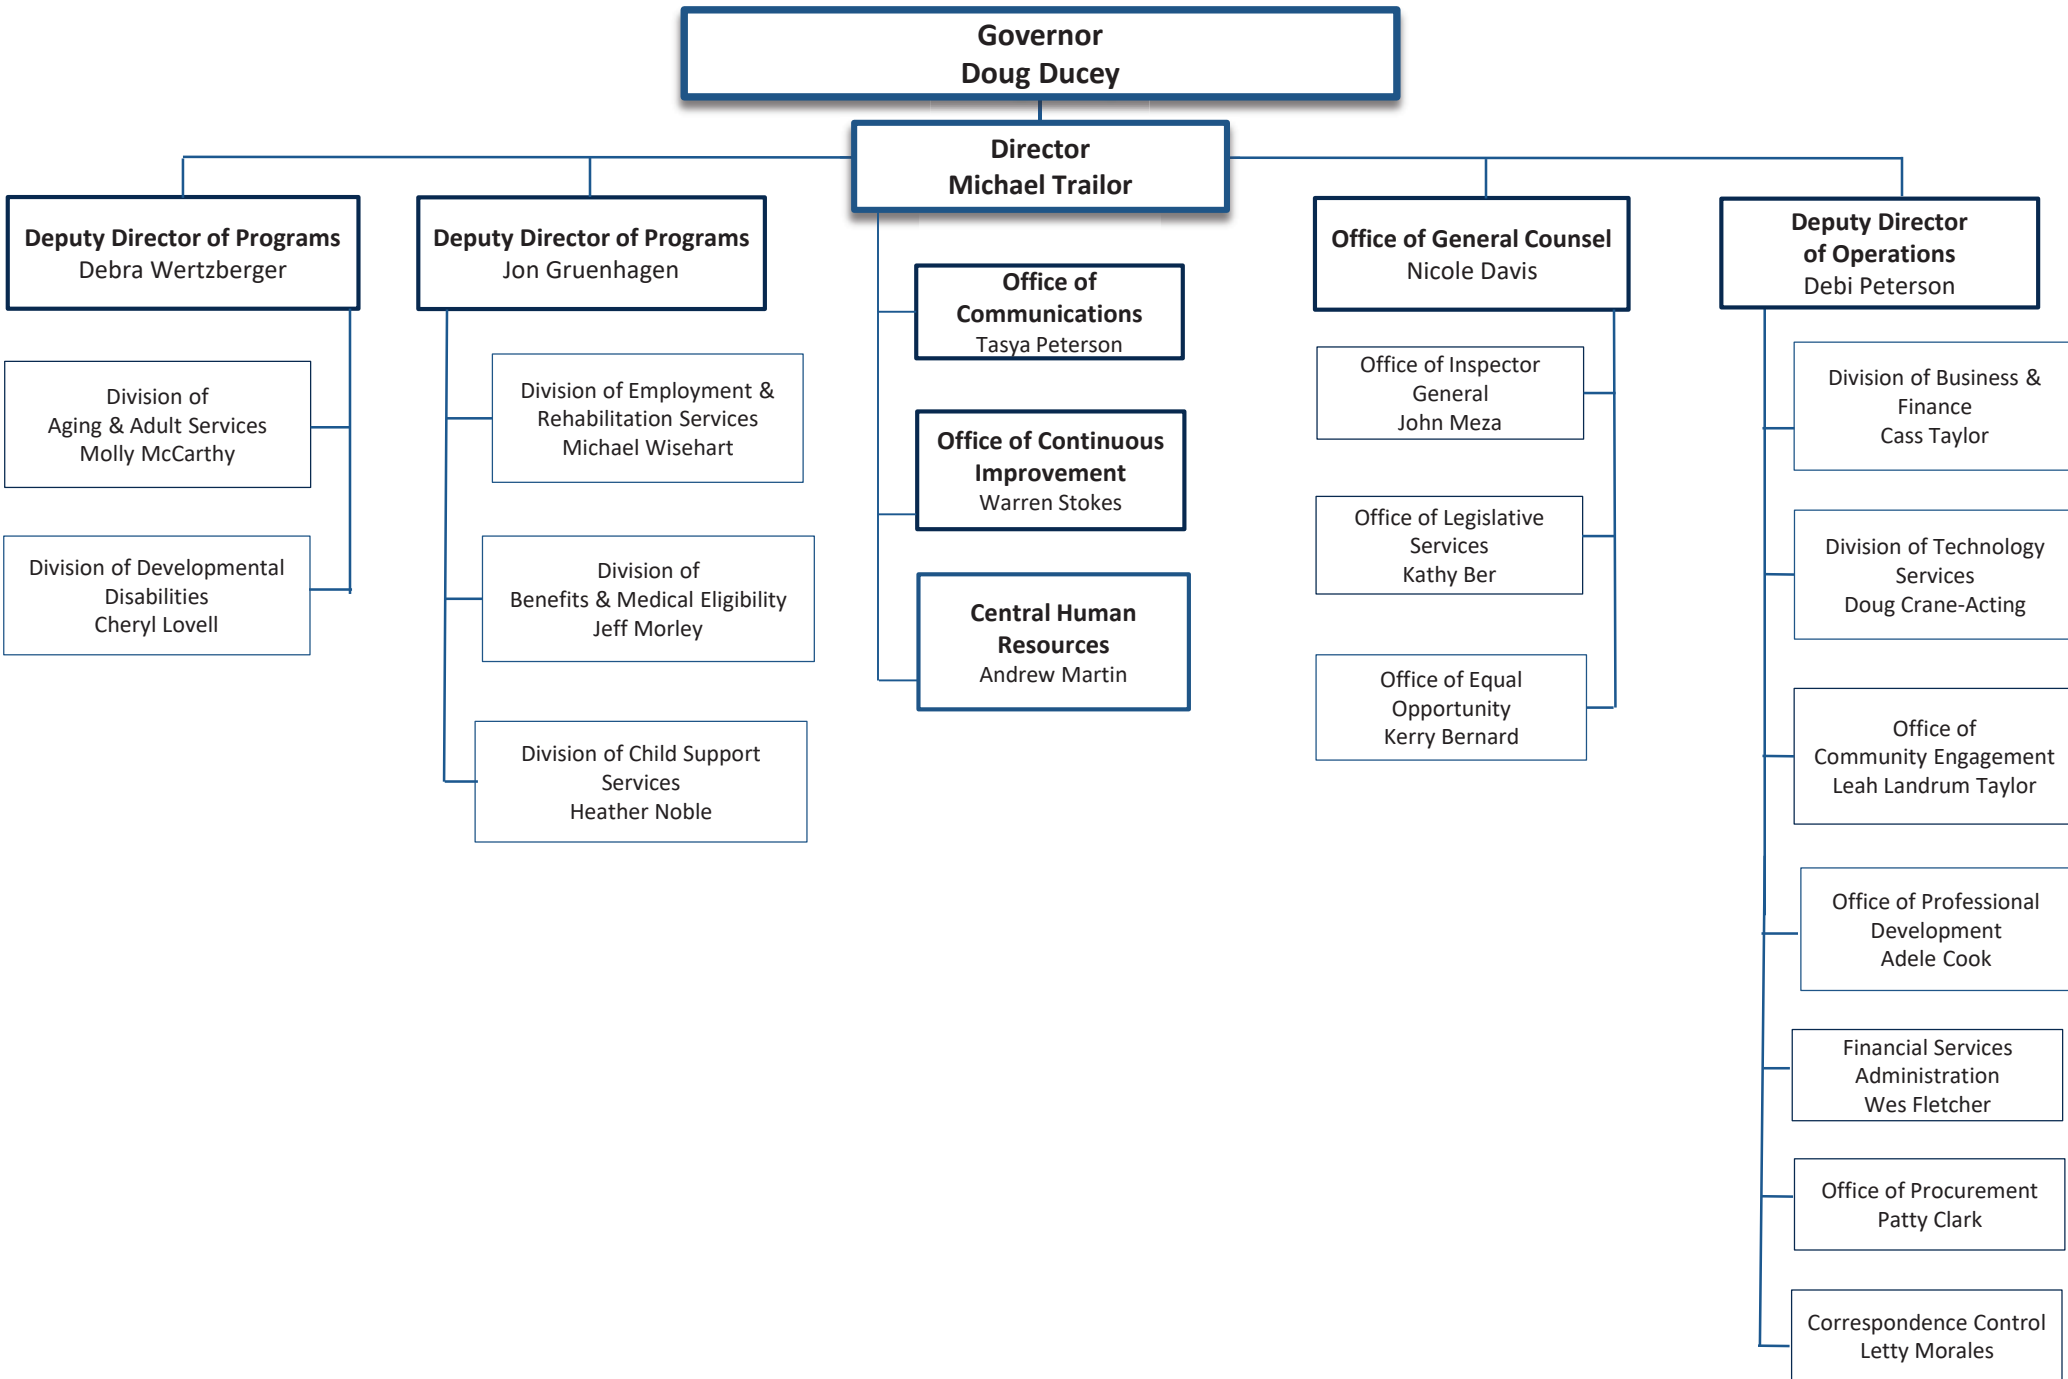 Governor
Doug Ducey
Director
Michael Trailor
Deputy Director of Programs
Debra Wertzberger
Division of
Aging & Adult Services
Molly McCarthy
Division of Developmental
Disabilities
Cheryl Lovell
Deputy Director of Programs
Jon Gruenhagen
Division of Employment &
Rehabilitation Services
Michael Wisehart
Division of
Benefits & Medical Eligibility
Jeff Morley
Division of Child Support
Services
Heather Noble
Office of
Communications
Tasya Peterson
Office of Continuous
Improvement
Warren Stokes
Central Human
Resources
Andrew Martin
Office of General Counsel
Nicole Davis
Office of Inspector
General
John Meza
Office of Legislative
Services
Kathy Ber
Office of Equal
Opportunity
Kerry Bernard
Deputy Director
of Operations
Debi Peterson
Division of Business &
Finance
Cass Taylor
Division of Technology
Services
Doug Crane-Acting
Office of
Community Engagement
Leah Landrum Taylor
Office of Professional
Development
Adele Cook
Financial Services
Administration
Wes Fletcher
Office of Procurement
Patty Clark
Correspondence Control
Letty Morales